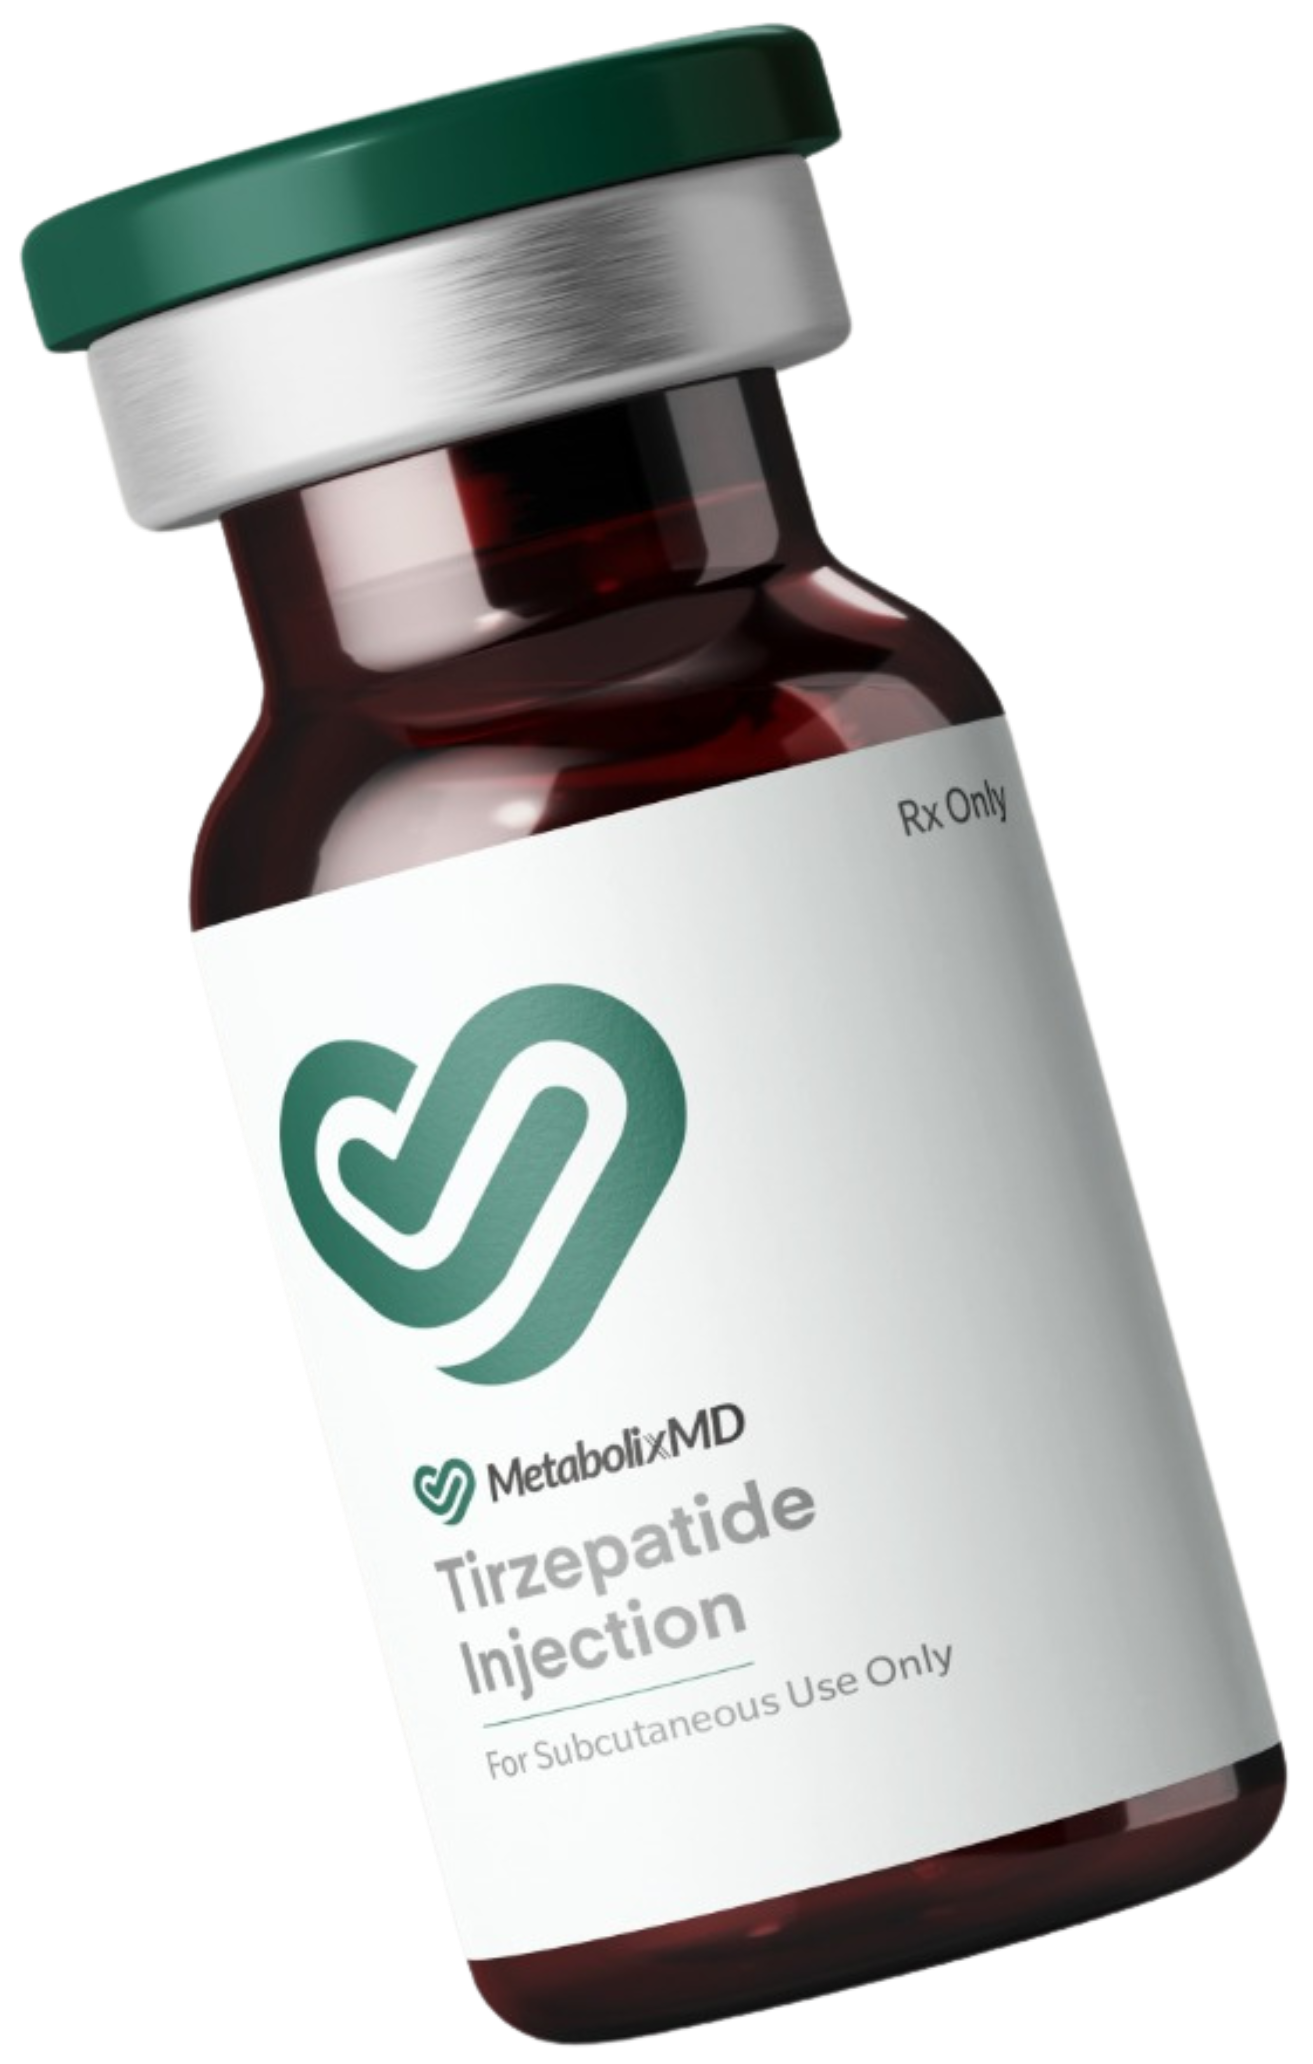 Rx Only
MetabolixMD
Tirzepatide
Injection
For Subcutaneous Use Only